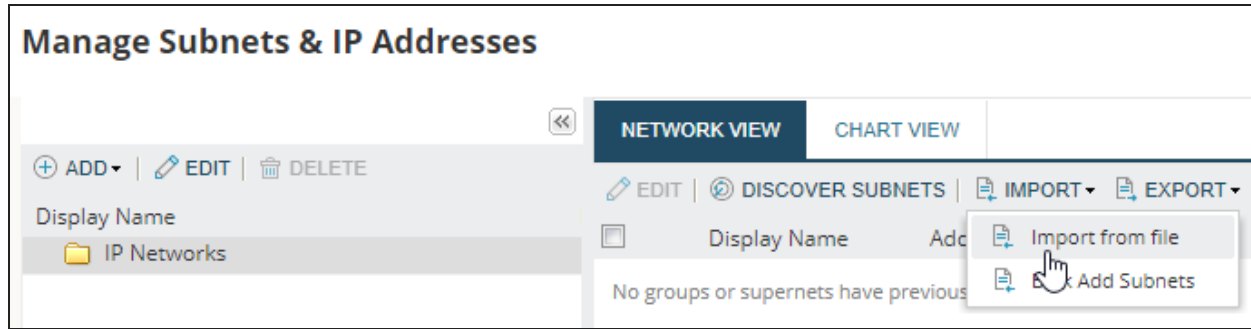 Manage Subnets & IP Addresses
NETWORK VIEW
CHART VIEW
ADD
EDIT
DELETE
EDIT
DISCOVER SUBNETS
IMPORT
EXPORT
Display Name
IP Networks
Display Name
Add
Import from file
Add Subnets
No groups or supernets have previous